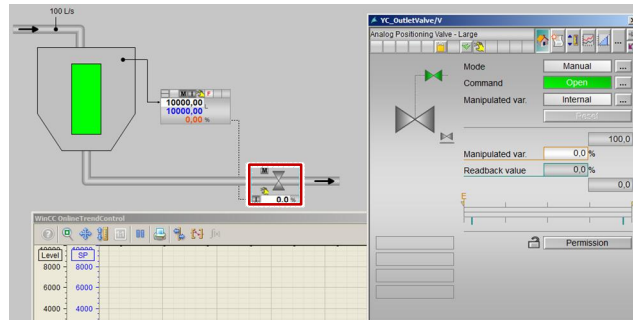 100 L/s
M I F
10000,00 L
10000,00
0,00 %
M
I 0.0 %
YC_OutletValve/V
Analog Positioning Valve - Large
...
Mode Manual ...
Command Open ...
Manipulated var. Internal ...
Reset
100,0
Manipulated var. 0,0 %
Readback value 0,0 %
0,0
E
Permission
WinCC OnlineTrendControl
10000 10000
Level SP
8000 8000
6000 6000
4000 4000